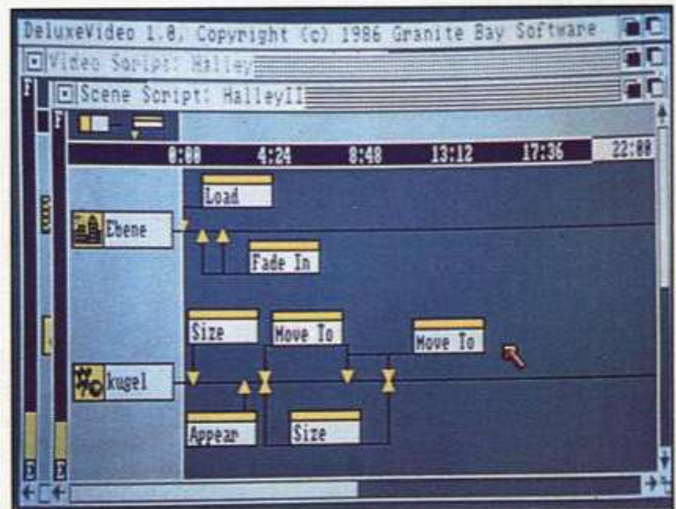 DeluxeVideo 1.0, Copyright (c) 1986 Granite Bay Software
Video Script: Halley
Scene Script: HalleyII
0:00 4:24 8:48 13:12 17:36 22:00
Load
Ebene
Fade In
Size Move To Move To
kugel
Appear Size